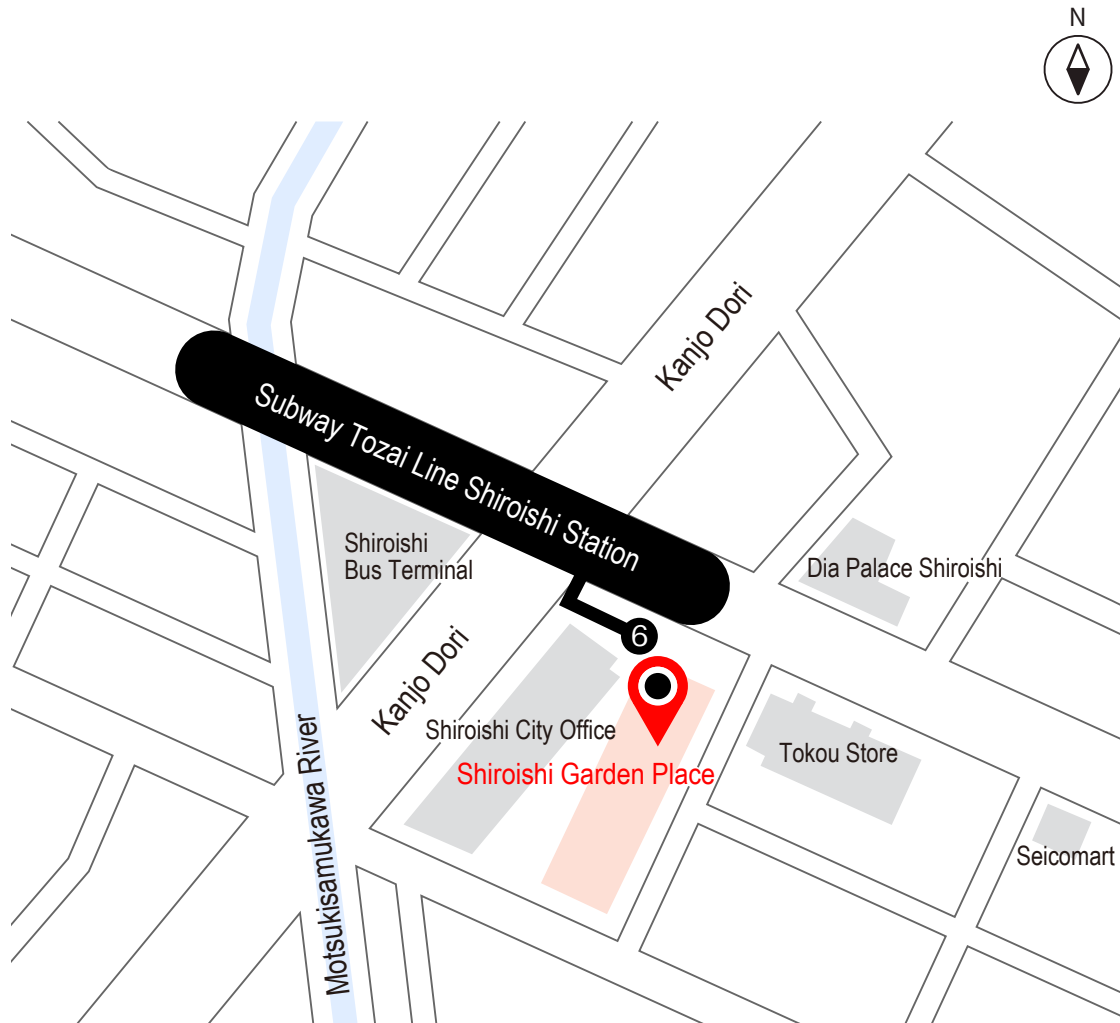 N
Kanjo Dori
Subway Tozai Line Shiroishi Station
Shiroishi
Bus Terminal
Dia Palace Shiroishi
6
Kanjo Dori
Shiroishi City Office
Tokou Store
Shiroishi Garden Place
Motsukisamukawa River
Seicomart